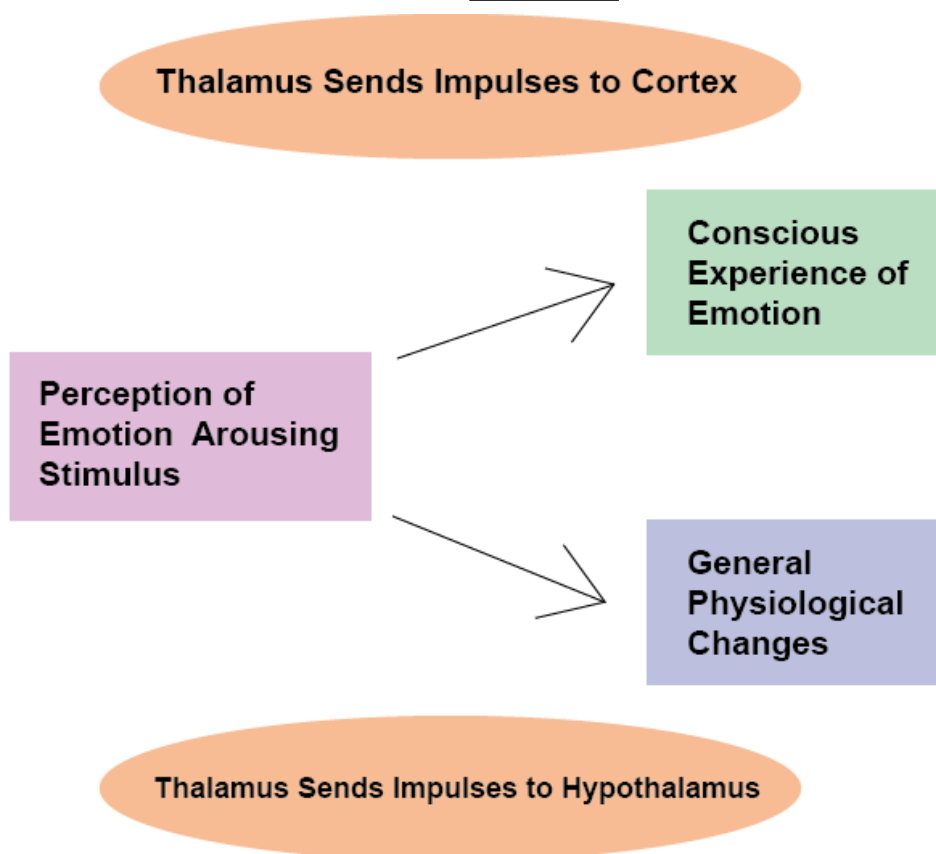 Thalamus Sends Impulses to Cortex
Conscious
Experience of
Emotion
Perception of
Emotion Arousing
Stimulus
General
Physiological
Changes
Thalamus Sends Impulses to Hypothalamus